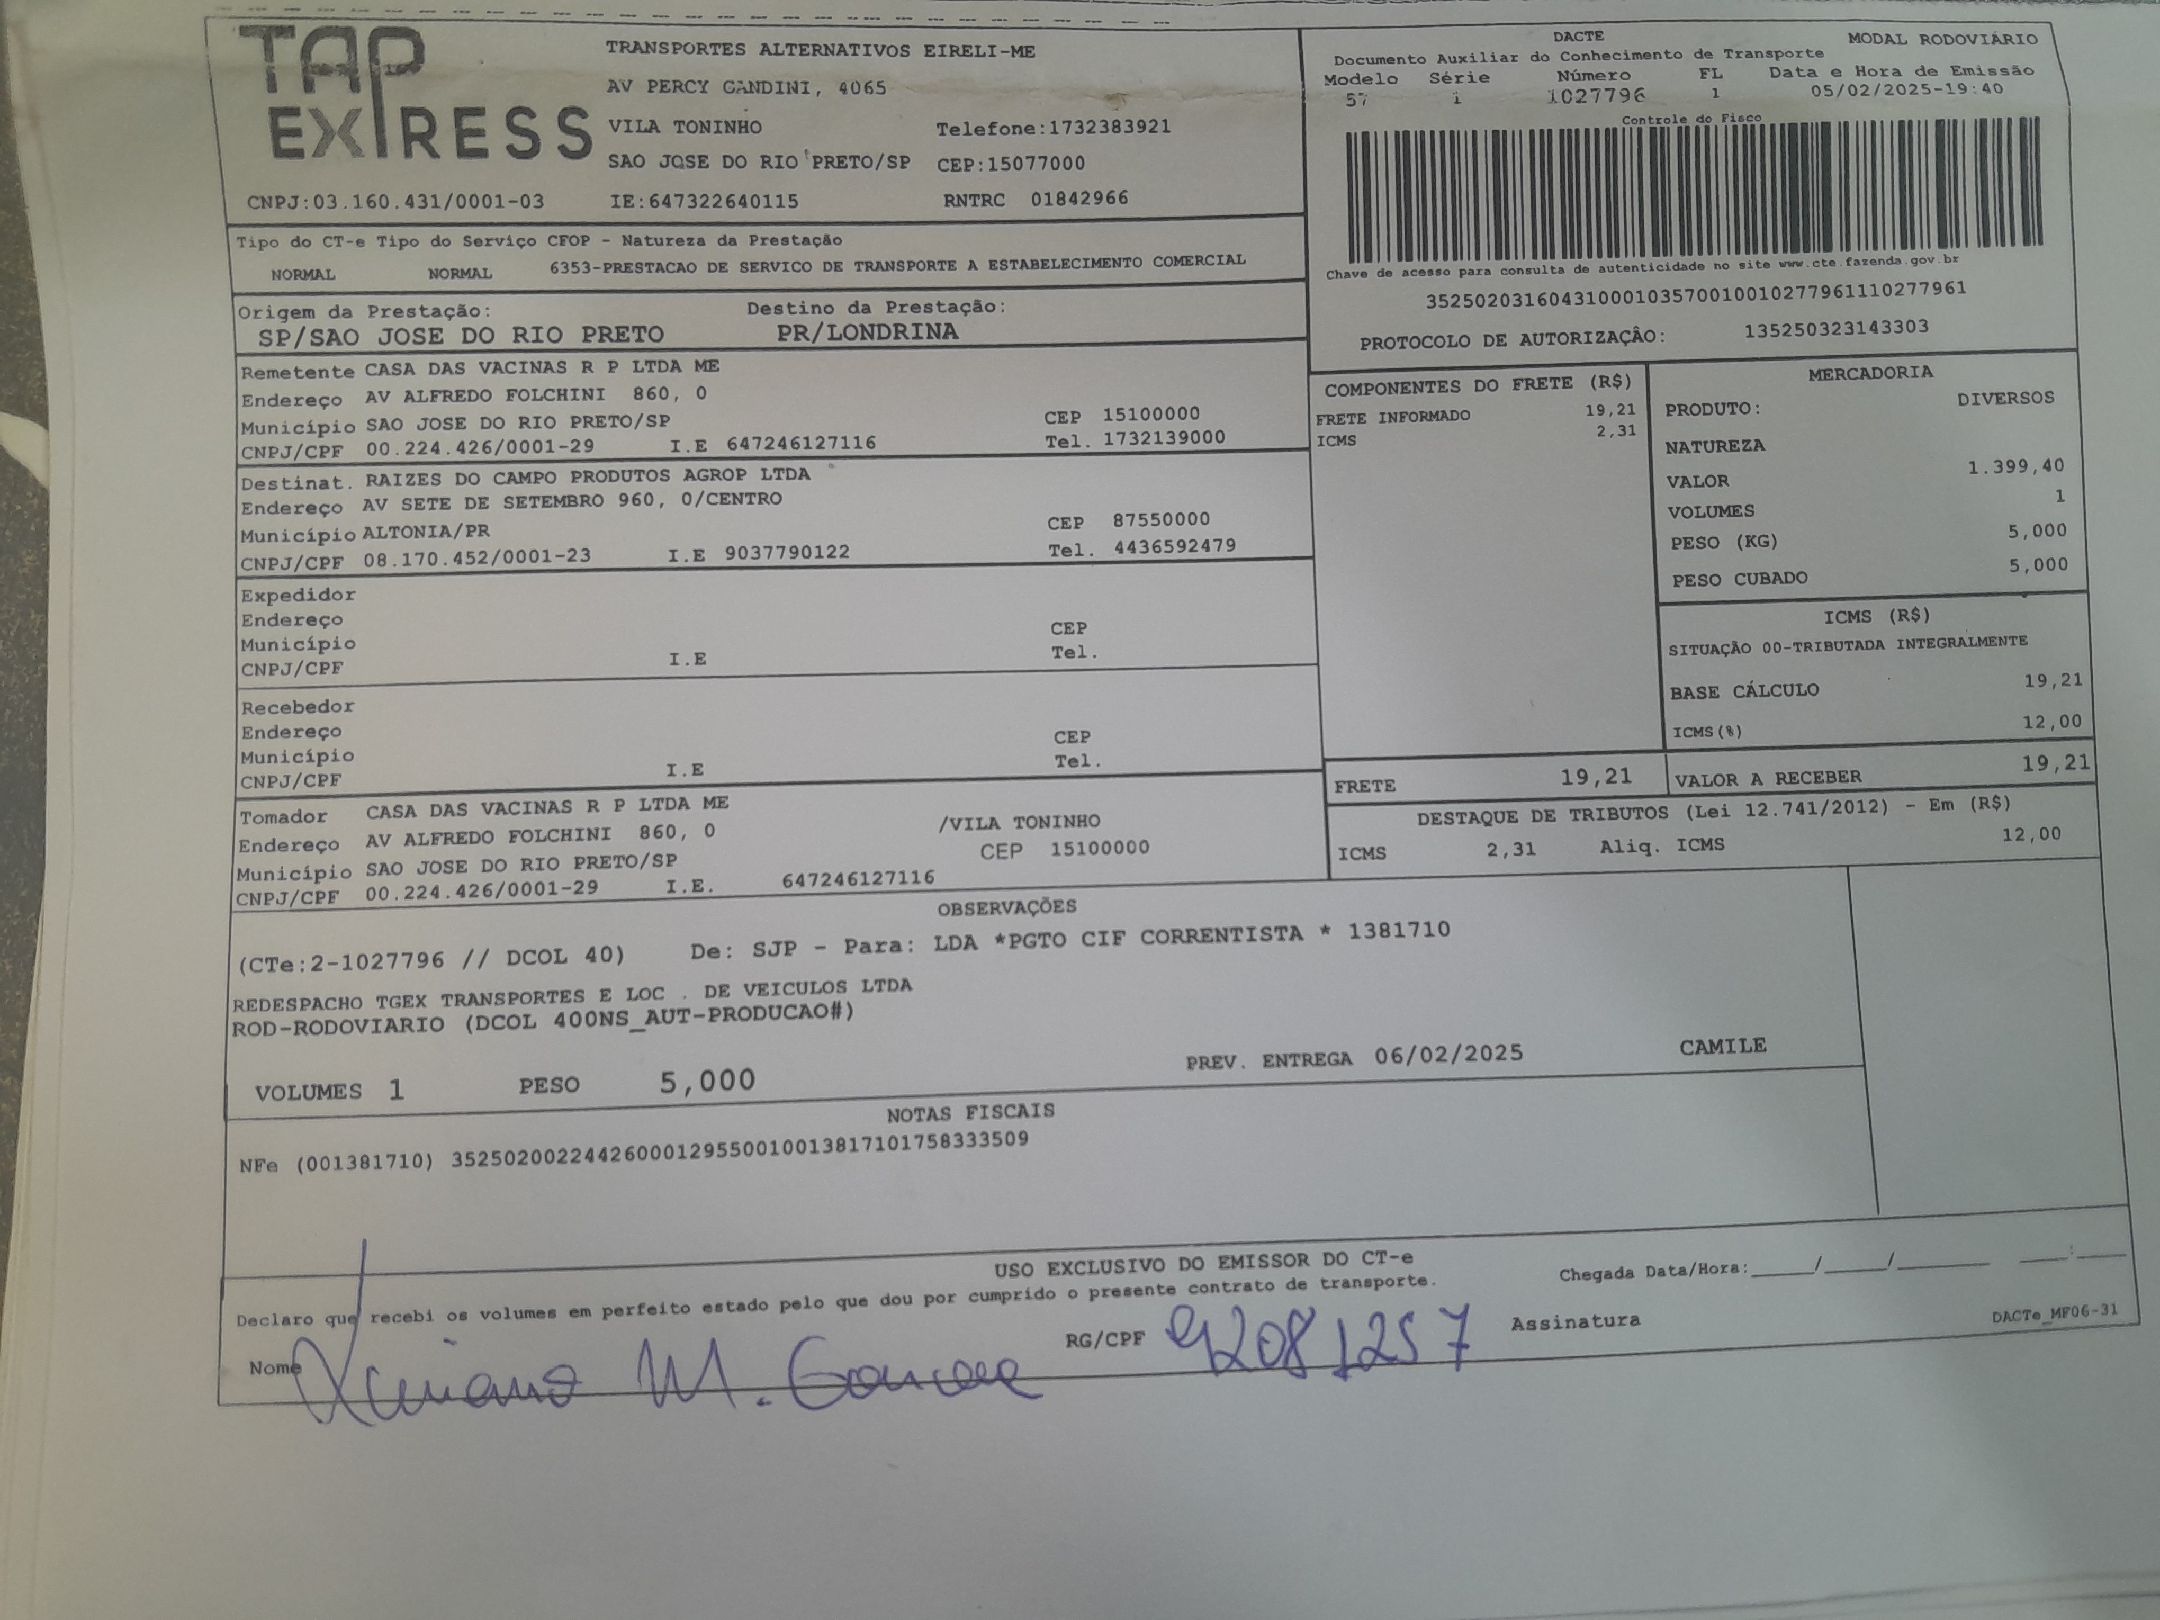 TAP EXPRESS
TRANSPORTES ALTERNATIVOS EIRELI-ME
AV PERCY GANDINI, 4065
VILA TONINHO Telefone:1732383921
SAO JOSE DO RIO PRETO/SP CEP:15077000
CNPJ:03.160.431/0001-03 IE:647322640115 RNTRC 01842966
DACTE MODAL RODOVIÁRIO
Documento Auxiliar do Conhecimento de Transporte
Modelo Série Número FL Data e Hora de Emissão
57 1 1027796 1 05/02/2025-19:40
Controle do Fisco
Chave de acesso para consulta de autenticidade no site www.cte.fazenda.gov.br
35250203160431000103570010010277961110277961
PROTOCOLO DE AUTORIZAÇÃO: 135250323143303
Tipo do CT-e Tipo do Serviço CFOP - Natureza da Prestação
NORMAL NORMAL 6353-PRESTACAO DE SERVICO DE TRANSPORTE A ESTABELECIMENTO COMERCIAL
Origem da Prestação: Destino da Prestação:
SP/SAO JOSE DO RIO PRETO PR/LONDRINA
Remetente CASA DAS VACINAS R P LTDA ME
Endereço AV ALFREDO FOLCHINI 860, 0
Município SAO JOSE DO RIO PRETO/SP CEP 15100000
CNPJ/CPF 00.224.426/0001-29 I.E 647246127116 Tel. 1732139000
Destinat. RAIZES DO CAMPO PRODUTOS AGROP LTDA
Endereço AV SETE DE SETEMBRO 960, 0/CENTRO
Município ALTONIA/PR CEP 87550000
CNPJ/CPF 08.170.452/0001-23 I.E 9037790122 Tel. 4436592479
Expedidor
Endereço
Município CEP
CNPJ/CPF I.E Tel.
Recebedor
Endereço
Município CEP
CNPJ/CPF I.E Tel.
Tomador CASA DAS VACINAS R P LTDA ME
Endereço AV ALFREDO FOLCHINI 860, 0 /VILA TONINHO
Município SAO JOSE DO RIO PRETO/SP CEP 15100000
CNPJ/CPF 00.224.426/0001-29 I.E. 647246127116
COMPONENTES DO FRETE (R$)
FRETE INFORMADO 19,21
ICMS 2,31
MERCADORIA
PRODUTO: DIVERSOS
NATUREZA
VALOR 1.399,40
VOLUMES 1
PESO (KG) 5,000
PESO CUBADO 5,000
ICMS (R$)
SITUAÇÃO 00-TRIBUTADA INTEGRALMENTE
BASE CÁLCULO 19,21
ICMS(%) 12,00
FRETE 19,21 VALOR A RECEBER 19,21
DESTAQUE DE TRIBUTOS (Lei 12.741/2012) - Em (R$)
ICMS 2,31 Aliq. ICMS 12,00
OBSERVAÇÕES
(CTe:2-1027796 // DCOL 40) De: SJP - Para: LDA *PGTO CIF CORRENTISTA * 1381710
REDESPACHO TGEX TRANSPORTES E LOC . DE VEICULOS LTDA
ROD-RODOVIARIO (DCOL 400NS_AUT-PRODUCAO#)
VOLUMES 1 PESO 5,000 PREV. ENTREGA 06/02/2025 CAMILE
NOTAS FISCAIS
NFe (001381710) 35250200224426000129550010013817101758333509
USO EXCLUSIVO DO EMISSOR DO CT-e
Declaro que recebi os volumes em perfeito estado pelo que dou por cumprido o presente contrato de transporte. Chegada Data/Hora:____/____/______ ___:___
Nome M. RG/CPF 92081257 Assinatura DACTe_MF06-31